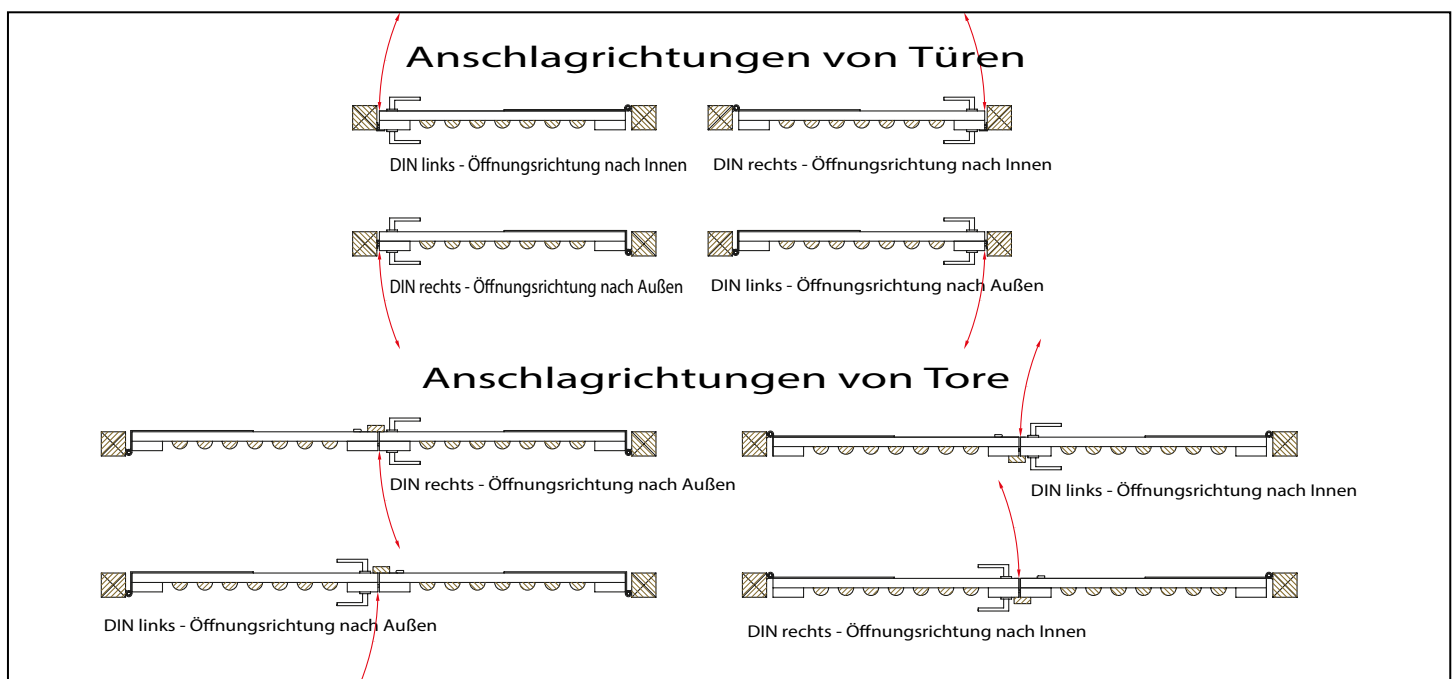 Anschlagrichtungen von Türen
DIN links - Öffnungsrichtung nach Innen
DIN rechts - Öffnungsrichtung nach Innen
DIN rechts - Öffnungsrichtung nach Außen
DIN links - Öffnungsrichtung nach Außen
Anschlagrichtungen von Tore
DIN rechts - Öffnungsrichtung nach Außen
DIN links - Öffnungsrichtung nach Innen
DIN links - Öffnungsrichtung nach Außen
DIN rechts - Öffnungsrichtung nach Innen